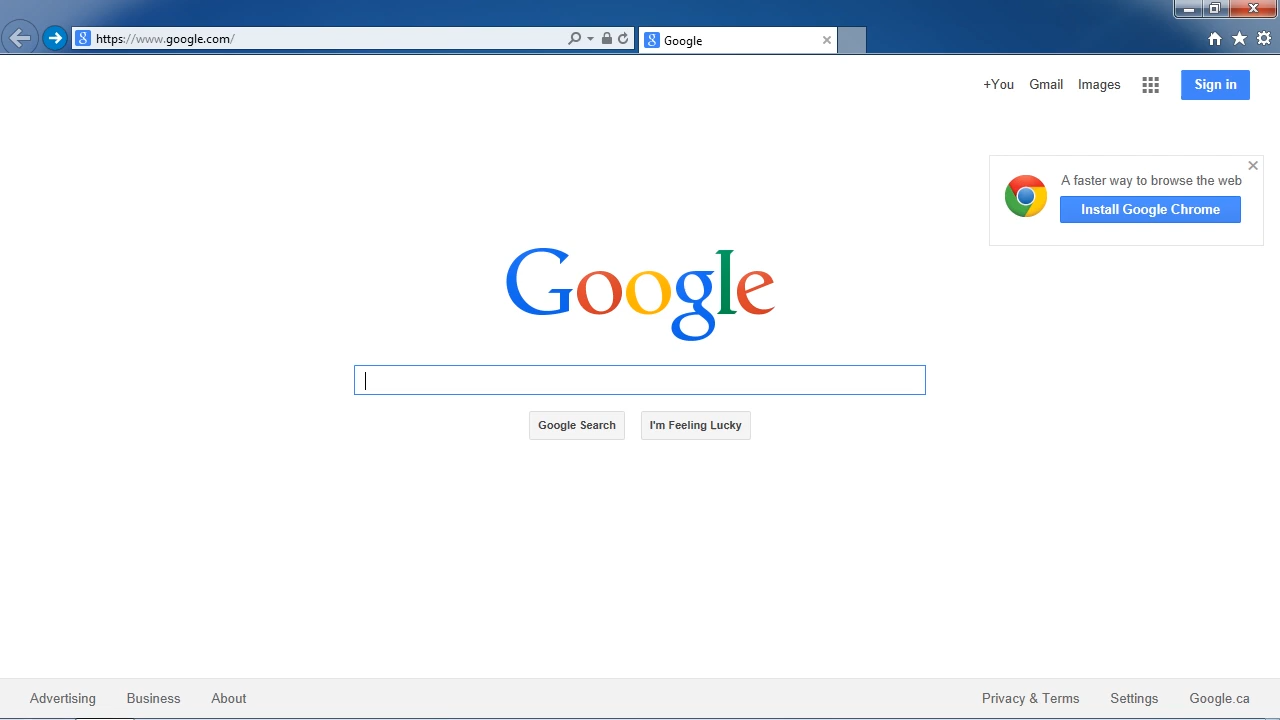 https://www.google.com/
Google
+You Gmail Images Sign in
A faster way to browse the web
Install Google Chrome
Google
Google Search I'm Feeling Lucky
Advertising Business About Privacy & Terms Settings Google.ca